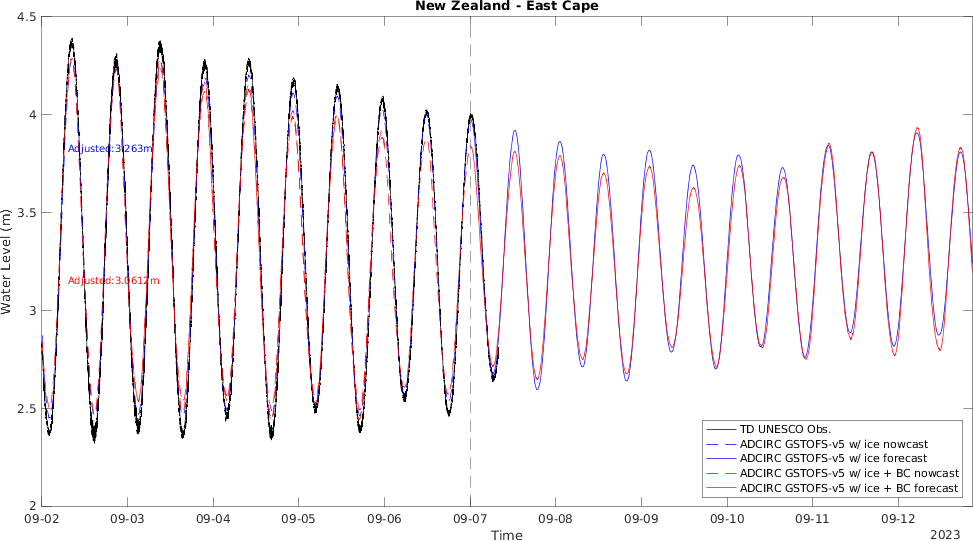 New Zealand - East Cape
4.5
4
3.5
3
2.5
2
Water Level (m)
Adjusted:3.263m
Adjusted:3.0612m
TD UNESCO Obs.
ADCIRC GSTOFS-v5 w/ ice nowcast
ADCIRC GSTOFS-v5 w/ ice forecast
ADCIRC GSTOFS-v5 w/ ice + BC nowcast
ADCIRC GSTOFS-v5 w/ ice + BC forecast
09-02 09-03 09-04 09-05 09-06 09-07 09-08 09-09 09-10 09-11 09-12
Time
2023